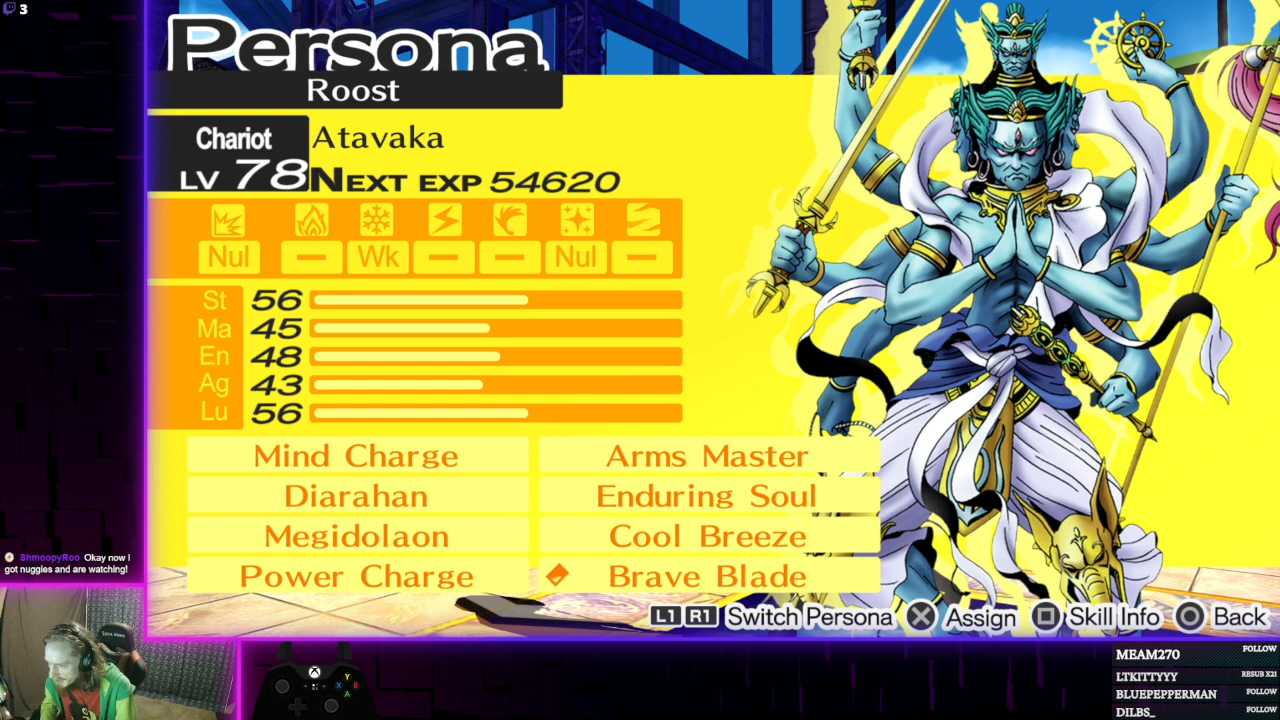 3
Persona
Roost
Chariot
Atavaka
LV 78 NEXT EXP 54620
Nul — Wk — — Nul —
St 56
Ma 45
En 48
Ag 43
Lu 56
Mind Charge Arms Master
Diarahan Enduring Soul
Megidolaon Cool Breeze
Power Charge Brave Blade
ShmoopyRoo Okay now I
got nuggies and are watching!
L1 R1 Switch Persona Assign Skill Info Back
MEAM270 FOLLOW
LTKITTYYY RESUB X21
BLUEPEPPERMAN FOLLOW
DILBS_ FOLLOW
Y
X B
A